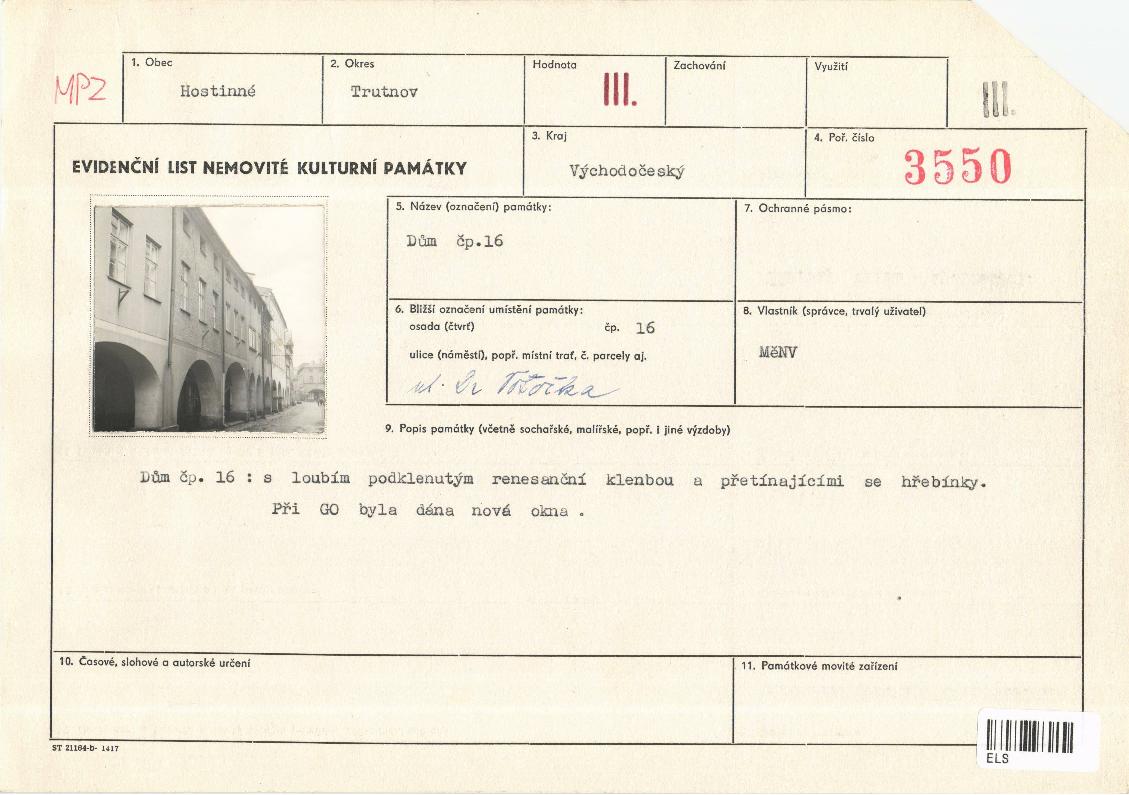 MPZ
1. Obec
Hostinné
2. Okres
Trutnov
Hodnota
III.
Zachování
Využití
III.
EVIDENČNÍ LIST NEMOVITÉ KULTURNÍ PAMÁTKY
3. Kraj
Východočeský
4. Poř. číslo
3550
5. Název (označení) památky:
Dům čp.16
7. Ochranné pásmo:
6. Bližší označení umístění památky:
osada (čtvrť) čp. 16
ulice (náměstí), popř. místní trať, č. parcely aj.
ul. Dr
8. Vlastník (správce, trvalý uživatel)
MěNV
9. Popis památky (včetně sochařské, malířské, popř. i jiné výzdoby)
Dům čp. 16 : s loubím podklenutým renesanční klenbou a přetínajícími se hřebínky.
Při GO byla dána nová okna .
10. Časové, slohové a autorské určení
11. Památkové movité zařízení
ST 21164-b- 1417
ELS